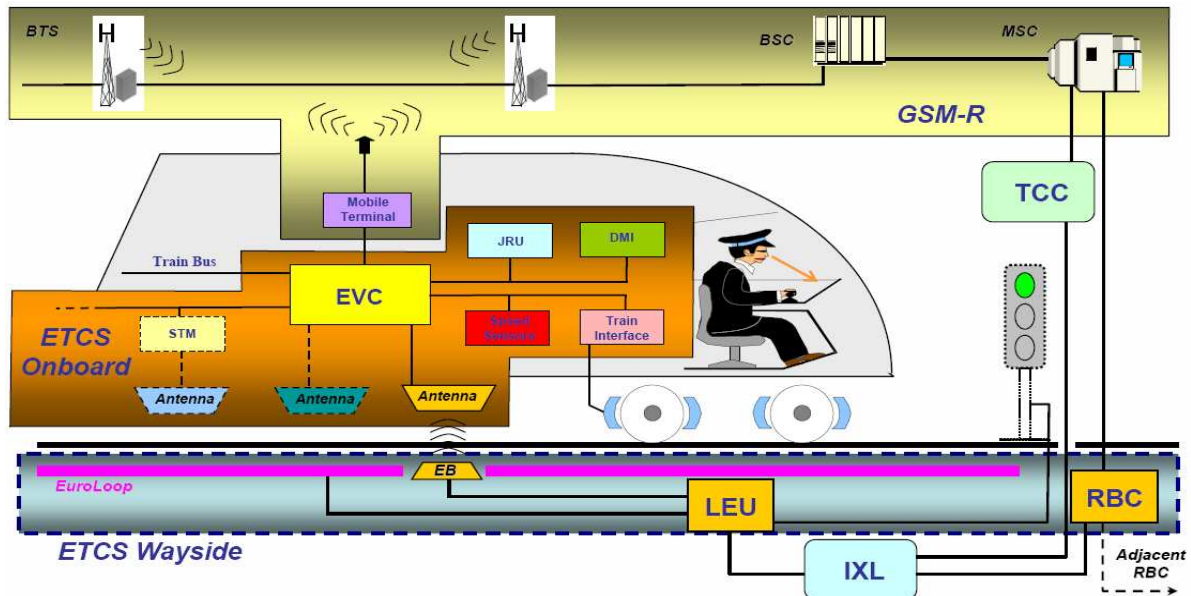 BTS
BSC
MSC
GSM-R
TCC
Mobile
Terminal
JRU
DMI
Train Bus
EVC
STM
Speed
Sensors
Train
Interface
ETCS
Onboard
Antenna
Antenna
Antenna
EB
EuroLoop
LEU
RBC
ETCS Wayside
IXL
Adjacent
RBC